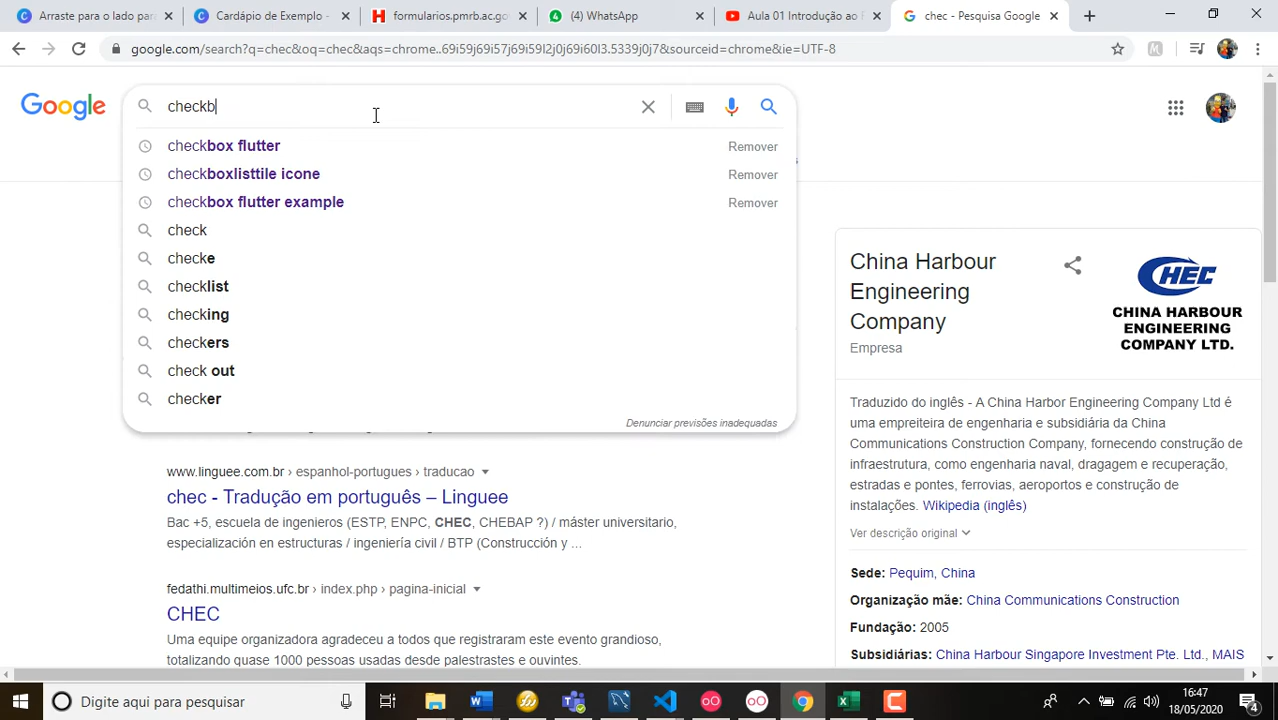 Arraste para o lado par
Cardápio de Exemplo -
formularios.pmrb.ac.gov
(4) WhatsApp
Aula 01 Introdução ao F
chec - Pesquisa Google
google.com/search?q=chec&oq=chec&aqs=chrome..69i59j69i57j69i59l2j0j69i60l3.5339j0j7&sourceid=chrome&ie=UTF-8
Google
checkb
checkbox flutter Remover
checkboxlisttile icone Remover
checkbox flutter example Remover
check
checke
checklist
checking
checkers
check out
checker
Denunciar previsões inadequadas
www.linguee.com.br › espanhol-portugues › traducao
chec - Tradução em português – Linguee
Bac +5, escuela de ingenieros (ESTP, ENPC, CHEC, CHEBAP ?) / máster universitario,
especialización en estructuras / ingeniería civil / BTP (Construcción y ...
fedathi.multimeios.ufc.br › index.php › pagina-inicial
CHEC
Uma equipe organizadora agradeceu a todos que registraram este evento grandioso,
totalizando quase 1000 pessoas usadas desde palestrastes e ouvintes.
China Harbour
Engineering
Company
Empresa
CHEC
CHINA HARBOUR
ENGINEERING
COMPANY LTD.
Traduzido do inglês - A China Harbor Engineering Company Ltd é
uma empreiteira de engenharia e subsidiária da China
Communications Construction Company, fornecendo construção de
infraestrutura, como engenharia naval, dragagem e recuperação,
estradas e pontes, ferrovias, aeroportos e construção de
instalações. Wikipedia (inglês)
Ver descrição original
Sede: Pequim, China
Organização mãe: China Communications Construction
Fundação: 2005
Subsidiárias: China Harbour Singapore Investment Pte. Ltd., MAIS
Digite aqui para pesquisar
16:47
18/05/2020
4